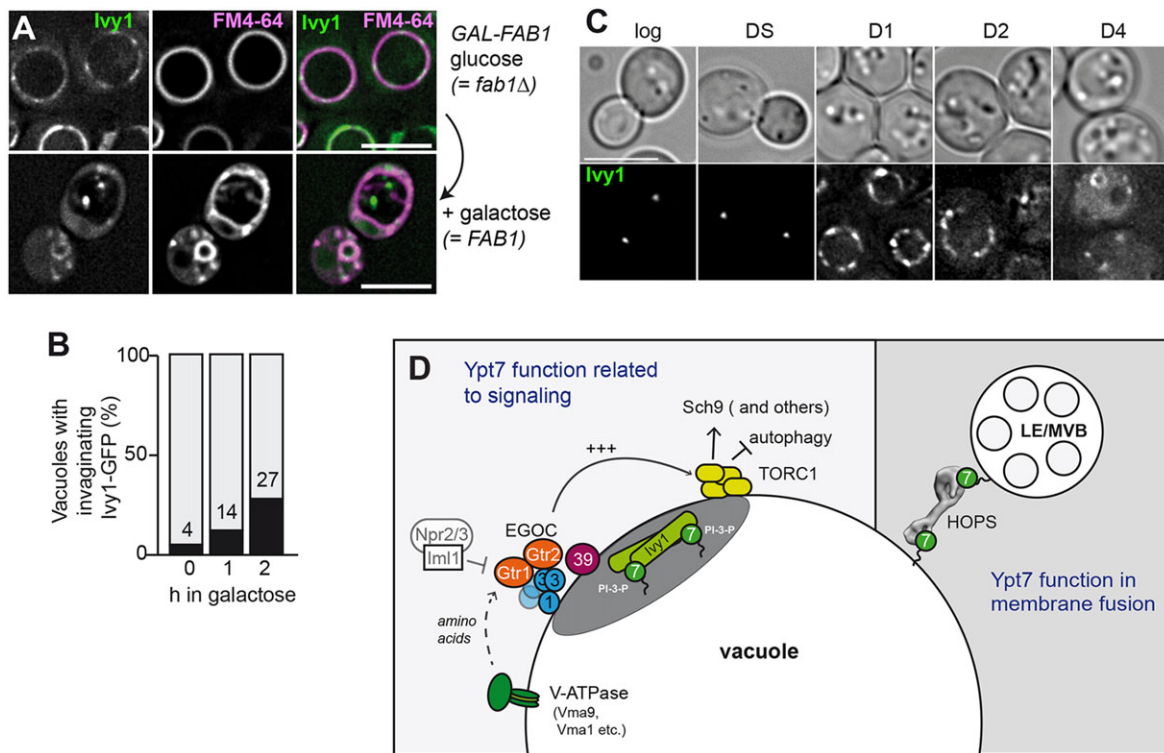 A
Ivy1
FM4-64
Ivy1 FM4-64
GAL-FAB1
glucose
(= fab1Δ)
+ galactose
(= FAB1)
B
Vacuoles with
invaginating
Ivy1-GFP (%)
100
50
0
4
14
27
0 1 2
h in galactose
C
log DS D1 D2 D4
Ivy1
D
Ypt7 function related
to signaling
Sch9 ( and others)
autophagy
TORC1
+++
EGOC
Npr2/3
Iml1
Gtr1
Gtr2
39
3 3
1
PI-3-P
Ivy1
7
7
PI-3-P
amino
acids
V-ATPase
(Vma9,
Vma1 etc.)
vacuole
LE/MVB
7
HOPS
7
Ypt7 function in
membrane fusion